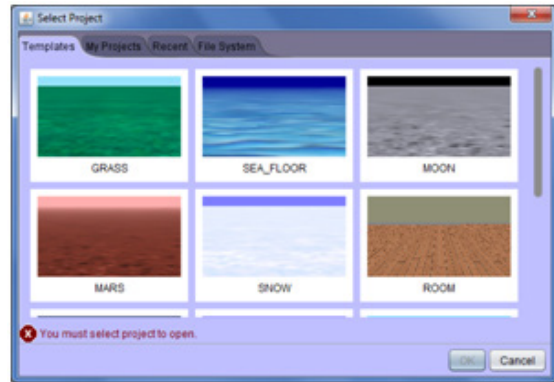 Select Project
Templates My Projects Recent File System
GRASS SEA_FLOOR MOON
MARS SNOW ROOM
You must select project to open.
OK Cancel